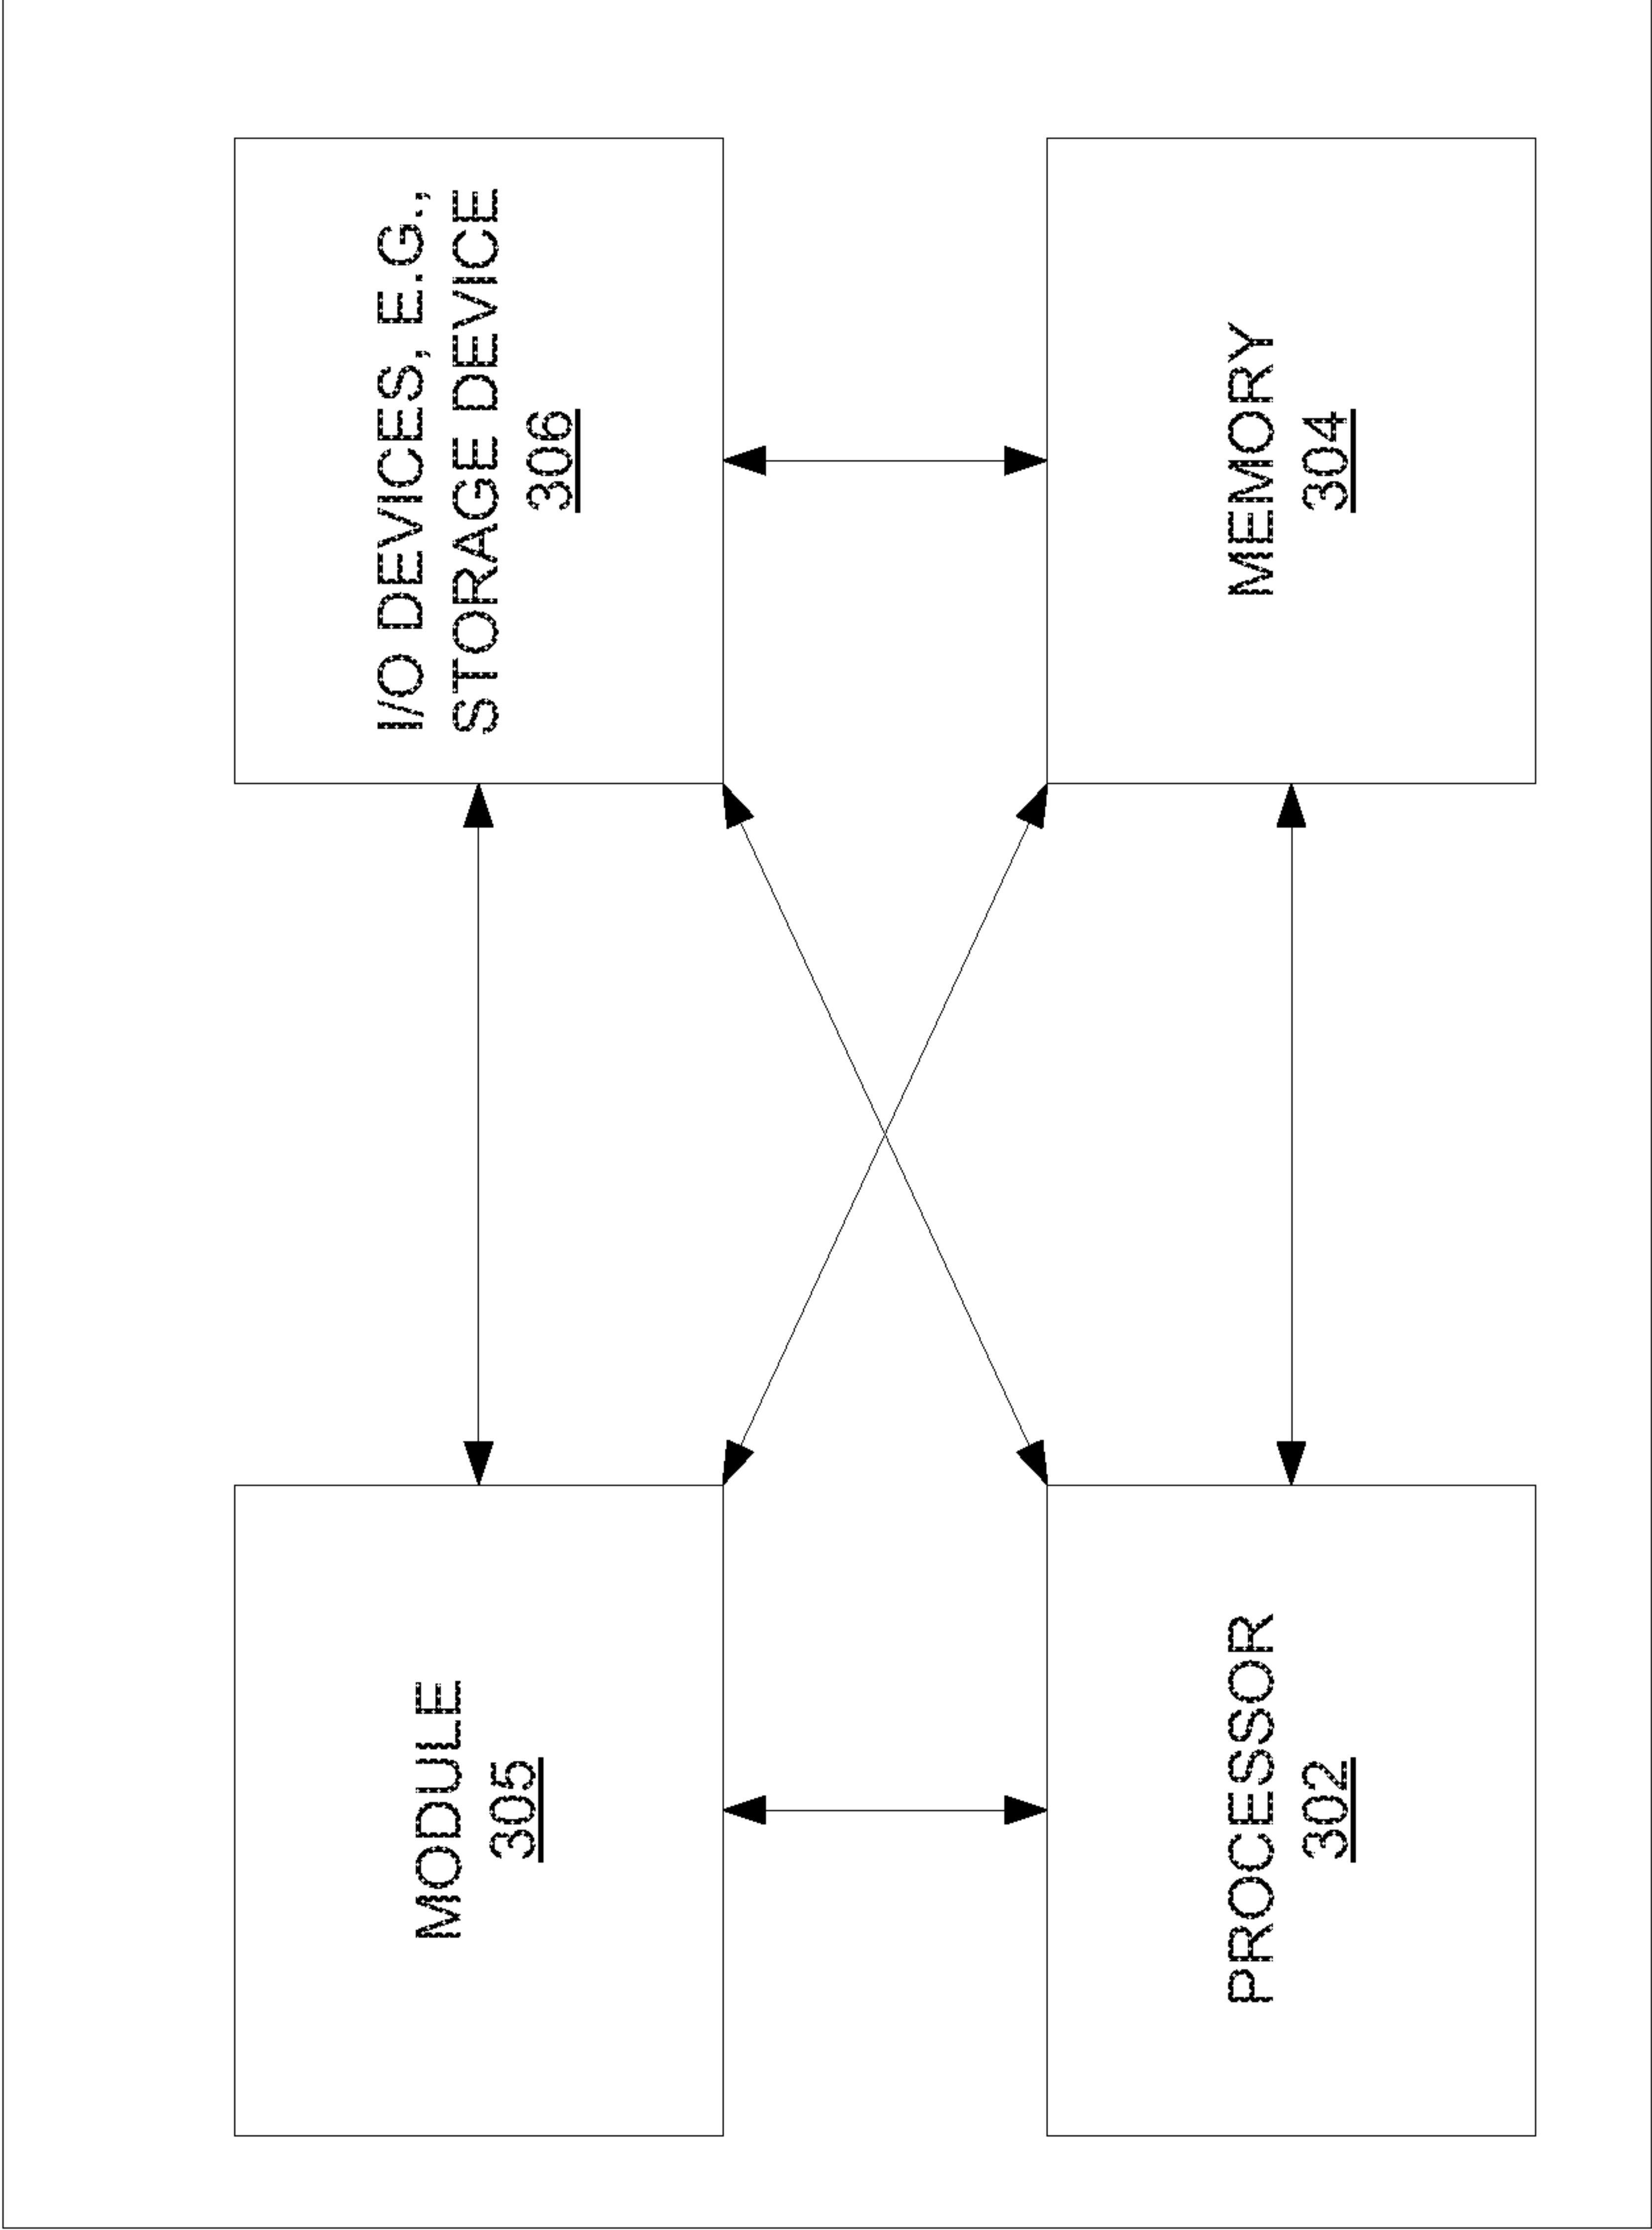 MODULE
305
I/O DEVICES, E.G.,
STORAGE DEVICE
306
PROCESSOR
302
MEMORY
304